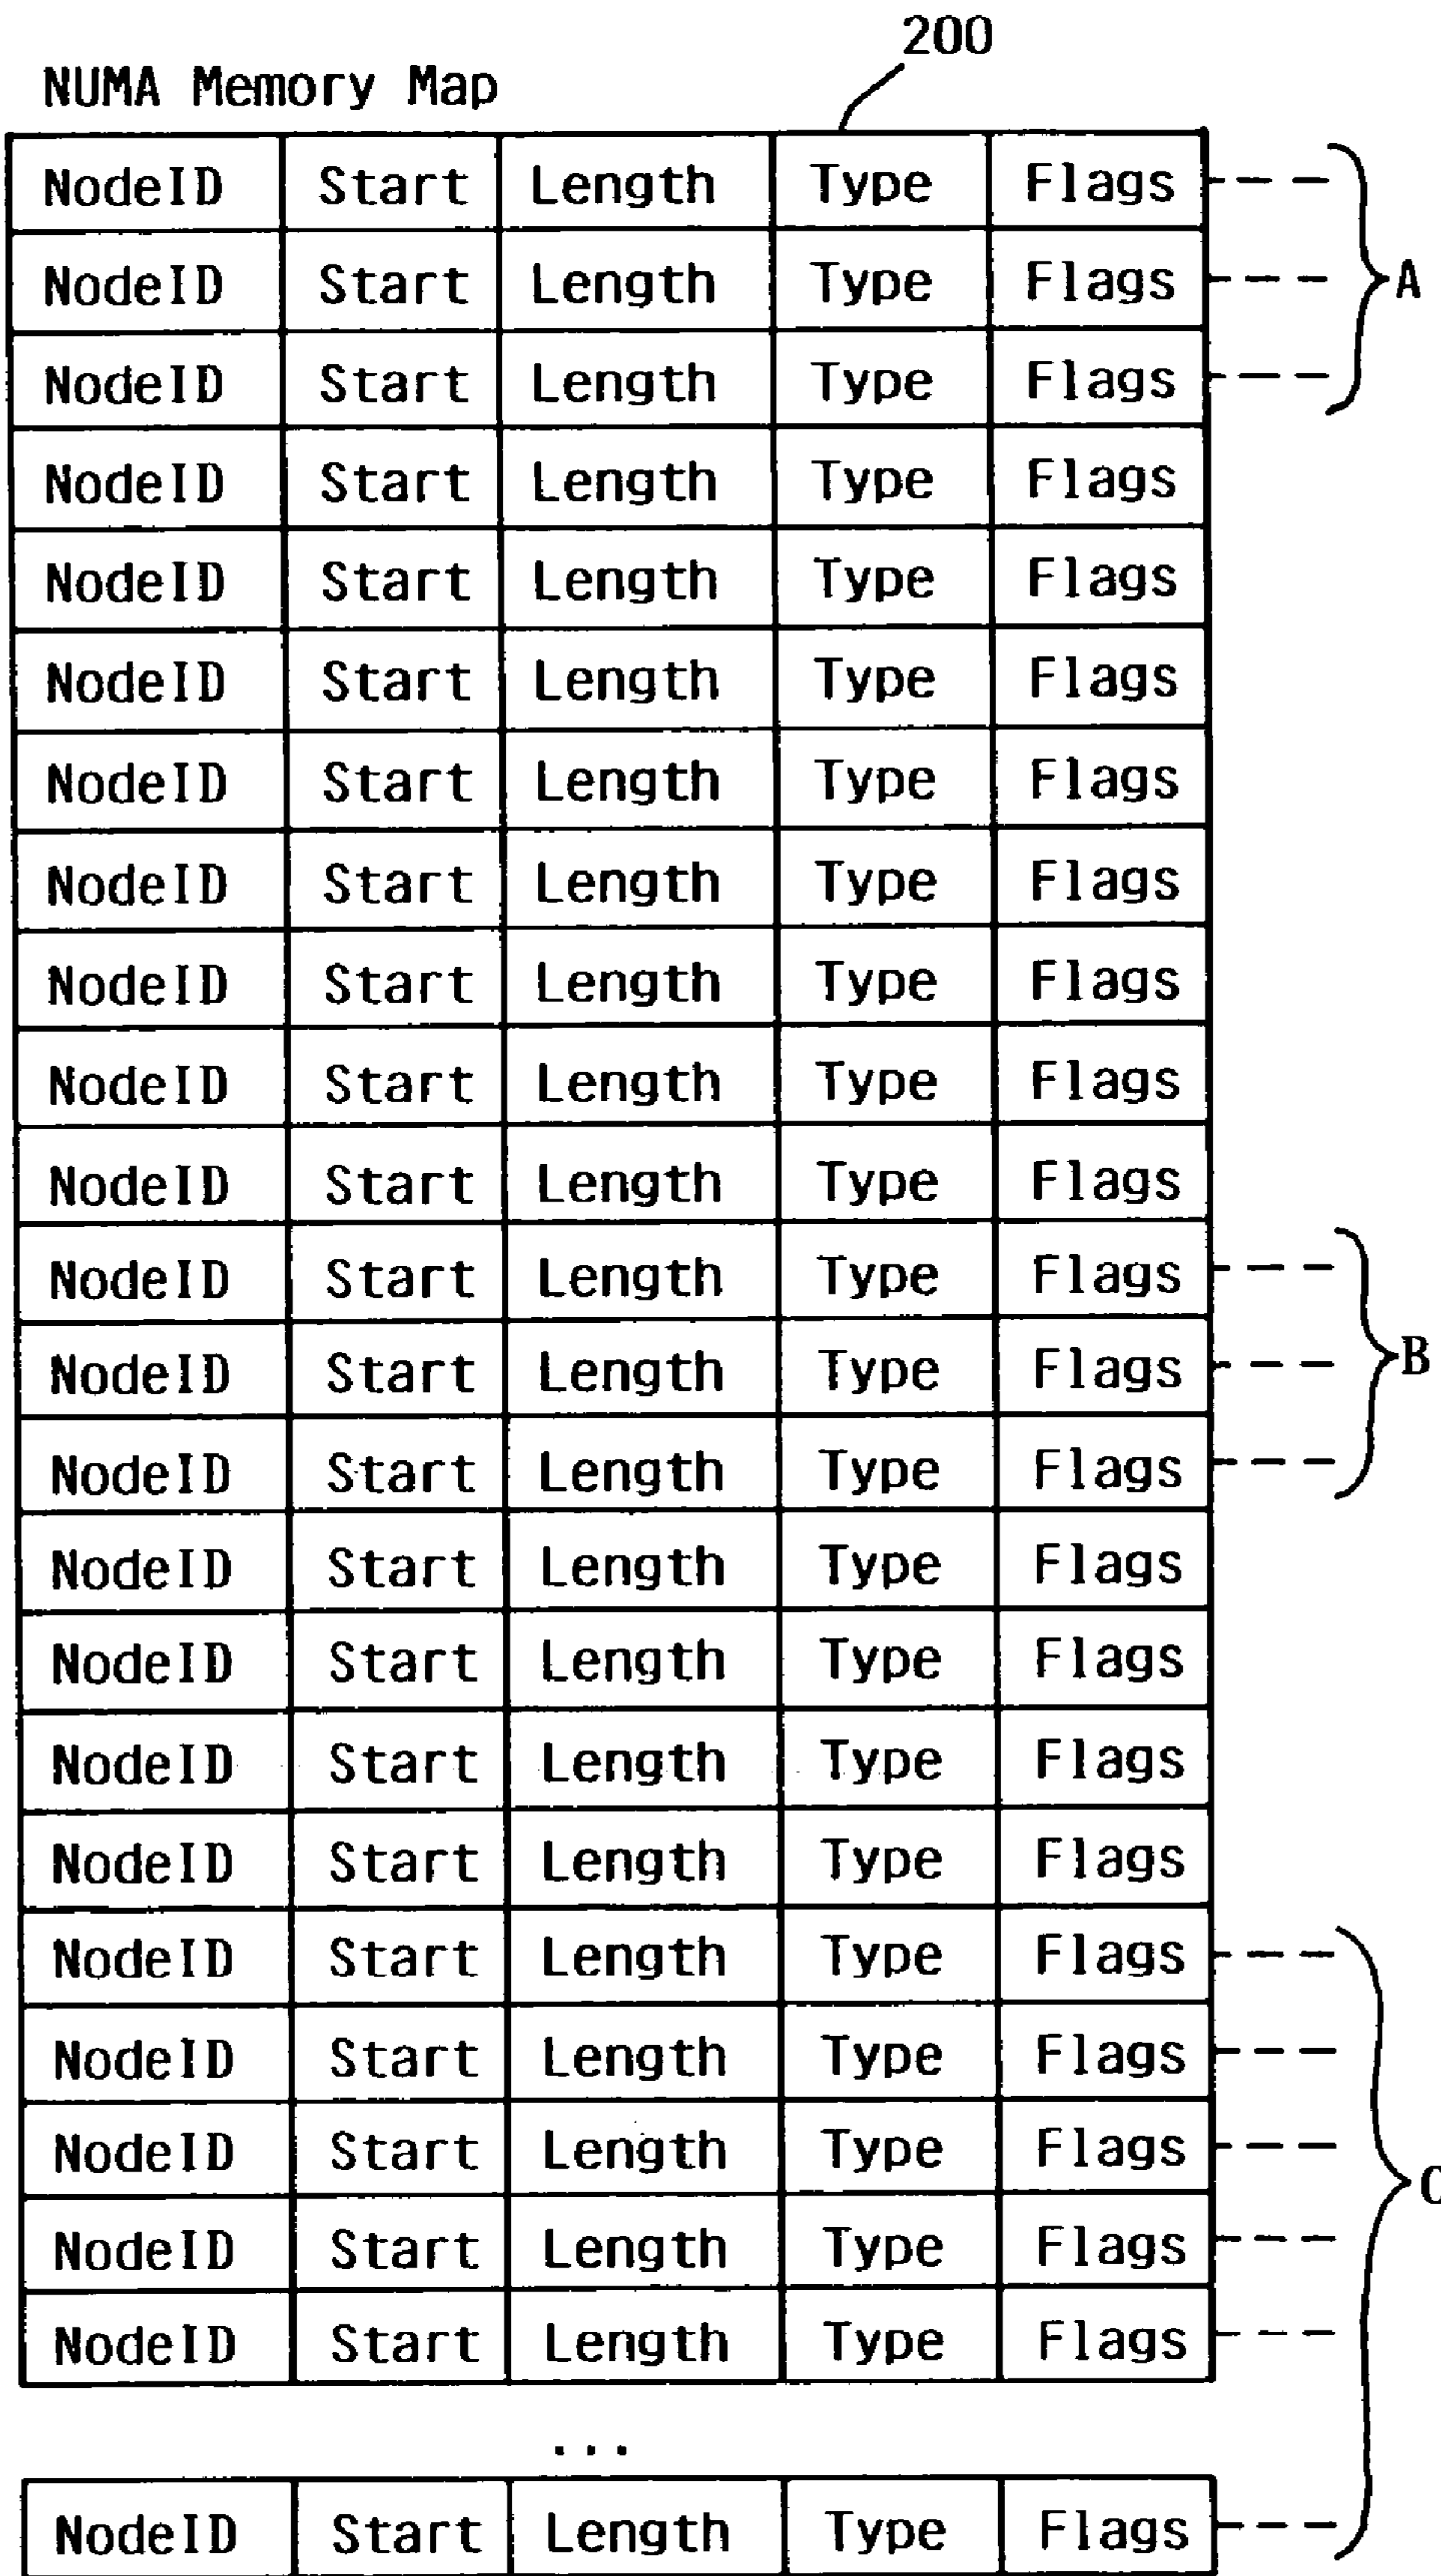 200
NUMA Memory Map
NodeID Start Length Type Flags
NodeID Start Length Type Flags A
NodeID Start Length Type Flags
NodeID Start Length Type Flags
NodeID Start Length Type Flags
NodeID Start Length Type Flags
NodeID Start Length Type Flags
NodeID Start Length Type Flags
NodeID Start Length Type Flags
NodeID Start Length Type Flags
NodeID Start Length Type Flags
NodeID Start Length Type Flags
NodeID Start Length Type Flags B
NodeID Start Length Type Flags
NodeID Start Length Type Flags
NodeID Start Length Type Flags
NodeID Start Length Type Flags
NodeID Start Length Type Flags
NodeID Start Length Type Flags
NodeID Start Length Type Flags
NodeID Start Length Type Flags C
NodeID Start Length Type Flags
NodeID Start Length Type Flags
...
NodeID Start Length Type Flags